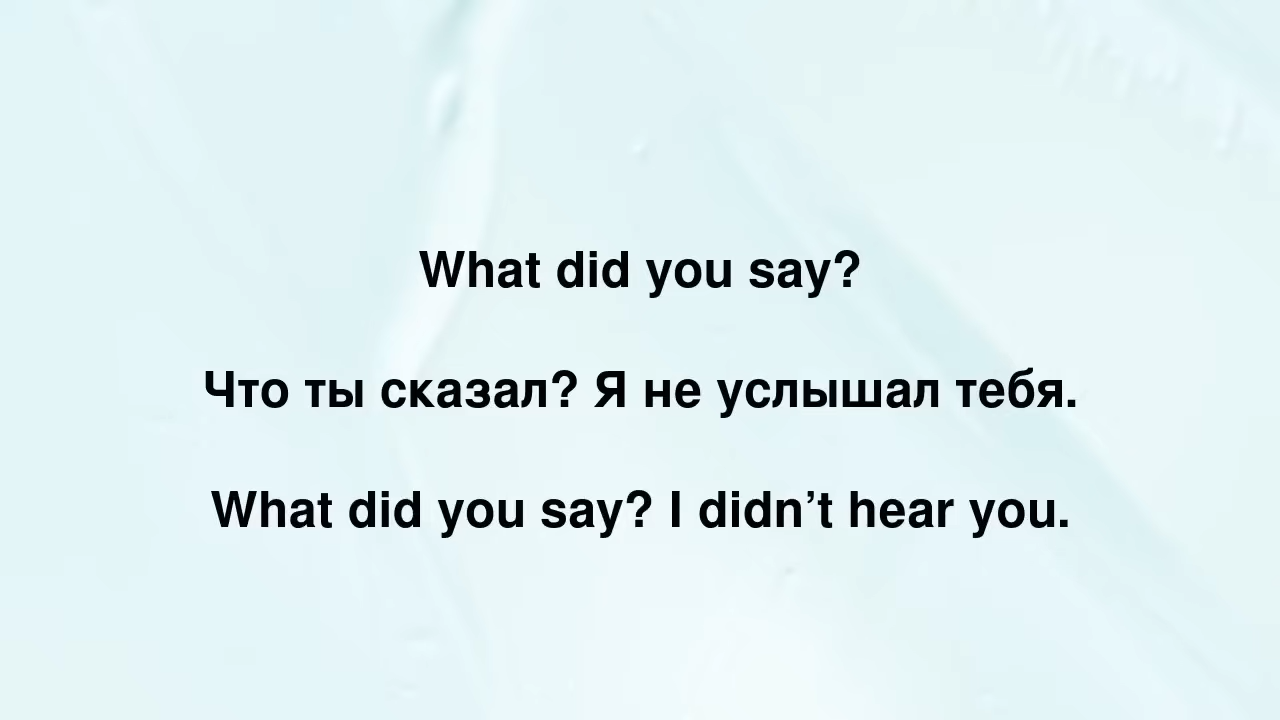 What did you say?
Что ты сказал? Я не услышал тебя.
What did you say? I didn’t hear you.